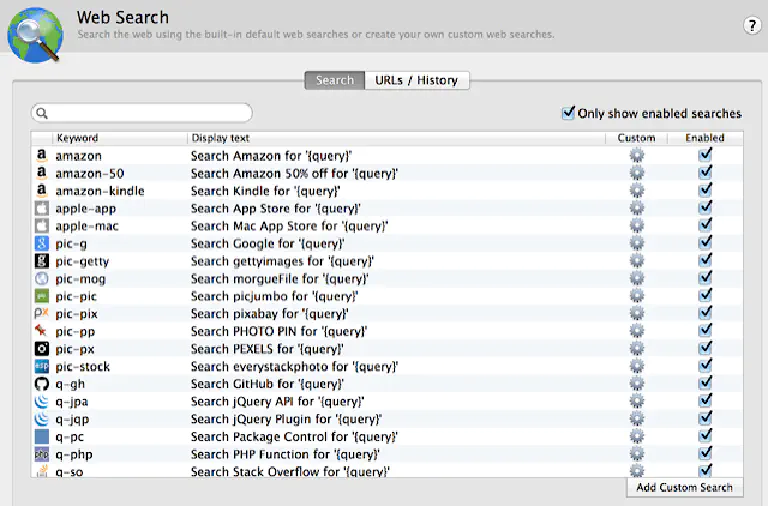 Web Search
Search the web using the built-in default web searches or create your own custom web searches.
?
Search URLs / History
Only show enabled searches
Keyword Display text Custom Enabled
amazon Search Amazon for '{query}'
amazon-50 Search Amazon 50% off for '{query}'
amazon-kindle Search Kindle for '{query}'
apple-app Search App Store for '{query}'
apple-mac Search Mac App Store for '{query}'
pic-g Search Google for '{query}'
pic-getty Search gettyimages for '{query}'
pic-mog Search morgueFile for '{query}'
pic-pic Search picjumbo for '{query}'
pic-pix Search pixabay for '{query}'
pic-pp Search PHOTO PIN for '{query}'
pic-px Search PEXELS for '{query}'
pic-stock Search everystackphoto for '{query}'
q-gh Search GitHub for '{query}'
q-jpa Search jQuery API for '{query}'
q-jqp Search jQuery Plugin for '{query}'
q-pc Search Package Control for '{query}'
q-php Search PHP Function for '{query}'
q-so Search Stack Overflow for '{query}'
Add Custom Search